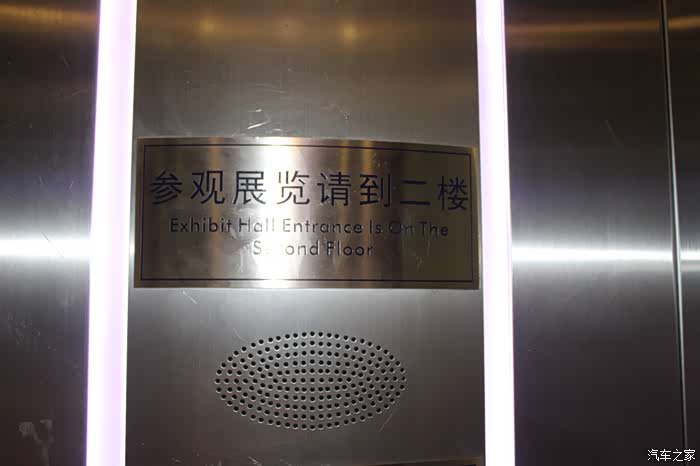 参观展览请到二楼
Exhibit Hall Entrance Is On The
Second Floor
汽车之家